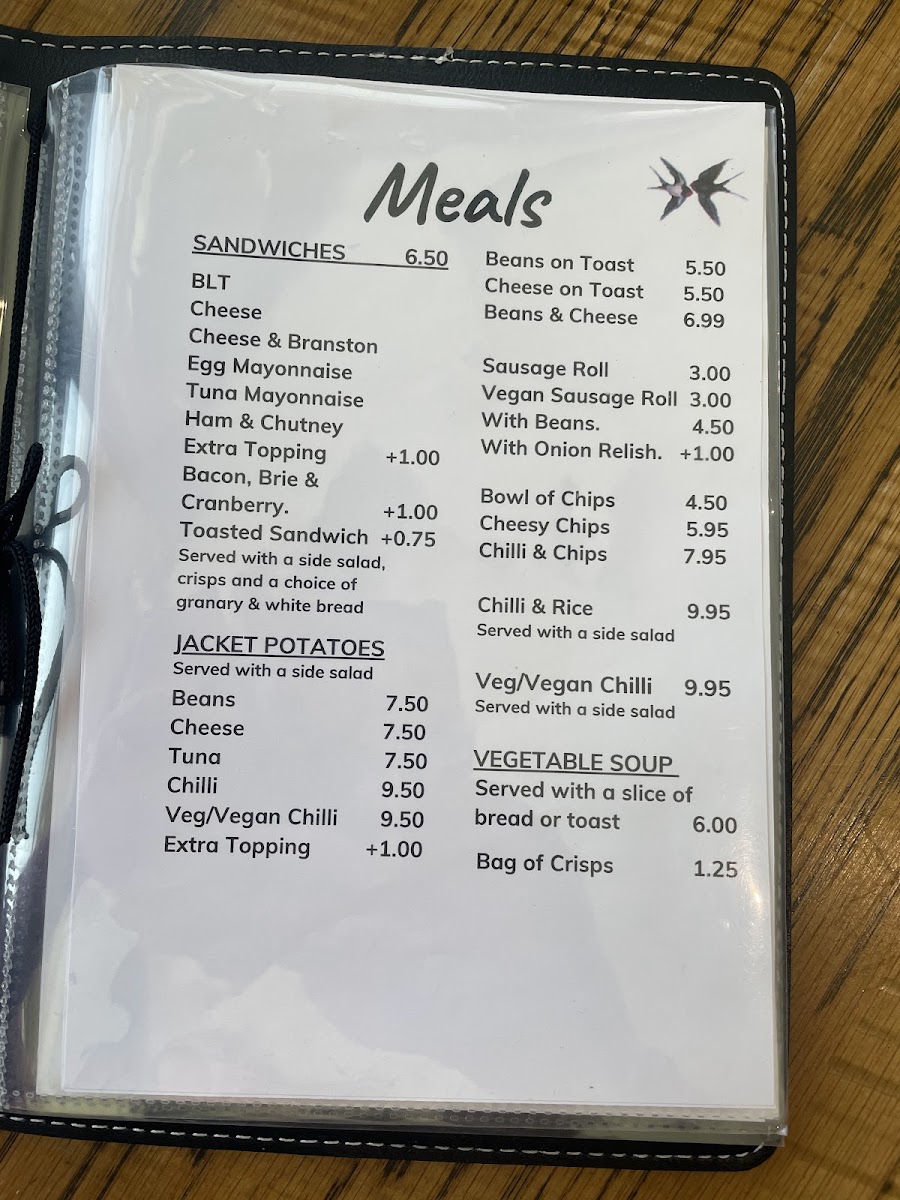 Meals
SANDWICHES 6.50
BLT
Cheese
Cheese & Branston
Egg Mayonnaise
Tuna Mayonnaise
Ham & Chutney
Extra Topping +1.00
Bacon, Brie &
Cranberry. +1.00
Toasted Sandwich +0.75
Served with a side salad,
crisps and a choice of
granary & white bread
JACKET POTATOES
Served with a side salad
Beans 7.50
Cheese 7.50
Tuna 7.50
Chilli 9.50
Veg/Vegan Chilli 9.50
Extra Topping +1.00
Beans on Toast 5.50
Cheese on Toast 5.50
Beans & Cheese 6.99
Sausage Roll 3.00
Vegan Sausage Roll 3.00
With Beans. 4.50
With Onion Relish. +1.00
Bowl of Chips 4.50
Cheesy Chips 5.95
Chilli & Chips 7.95
Chilli & Rice 9.95
Served with a side salad
Veg/Vegan Chilli 9.95
Served with a side salad
VEGETABLE SOUP
Served with a slice of
bread or toast 6.00
Bag of Crisps 1.25